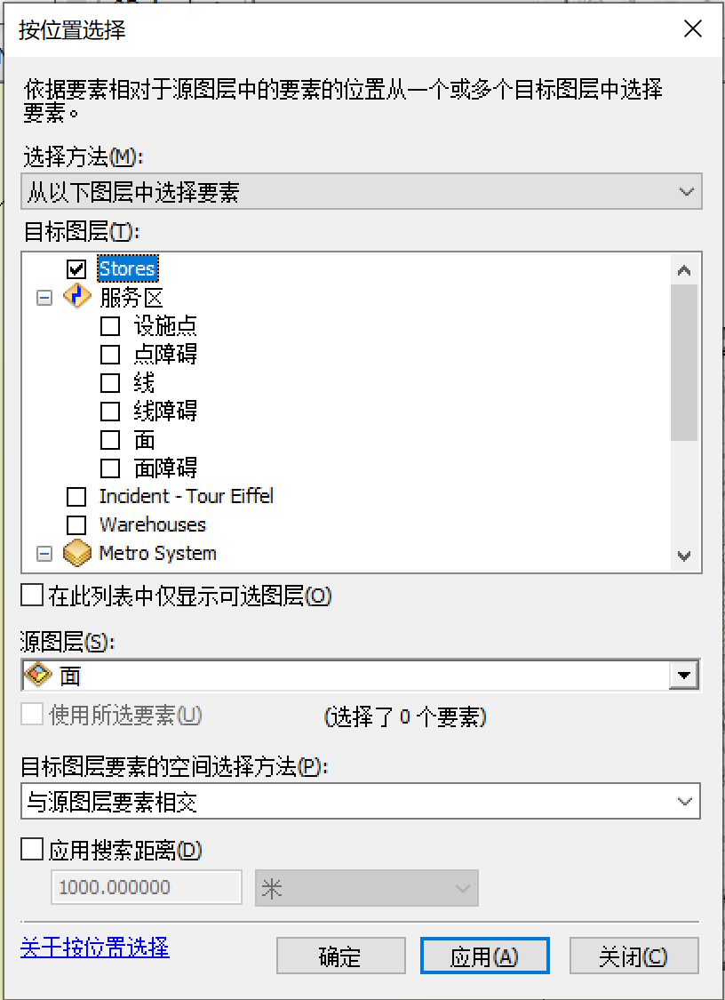 按位置选择
依据要素相对于源图层中的要素的位置从一个或多个目标图层中选择
要素。
选择方法(M):
从以下图层中选择要素
目标图层(T):
Stores
服务区
设施点
点障碍
线
线障碍
面
面障碍
Incident - Tour Eiffel
Warehouses
Metro System
在此列表中仅显示可选图层(O)
源图层(S):
面
使用所选要素(U) (选择了 0 个要素)
目标图层要素的空间选择方法(P):
与源图层要素相交
应用搜索距离(D)
1000.000000 米
关于按位置选择 确定 应用(A) 关闭(C)